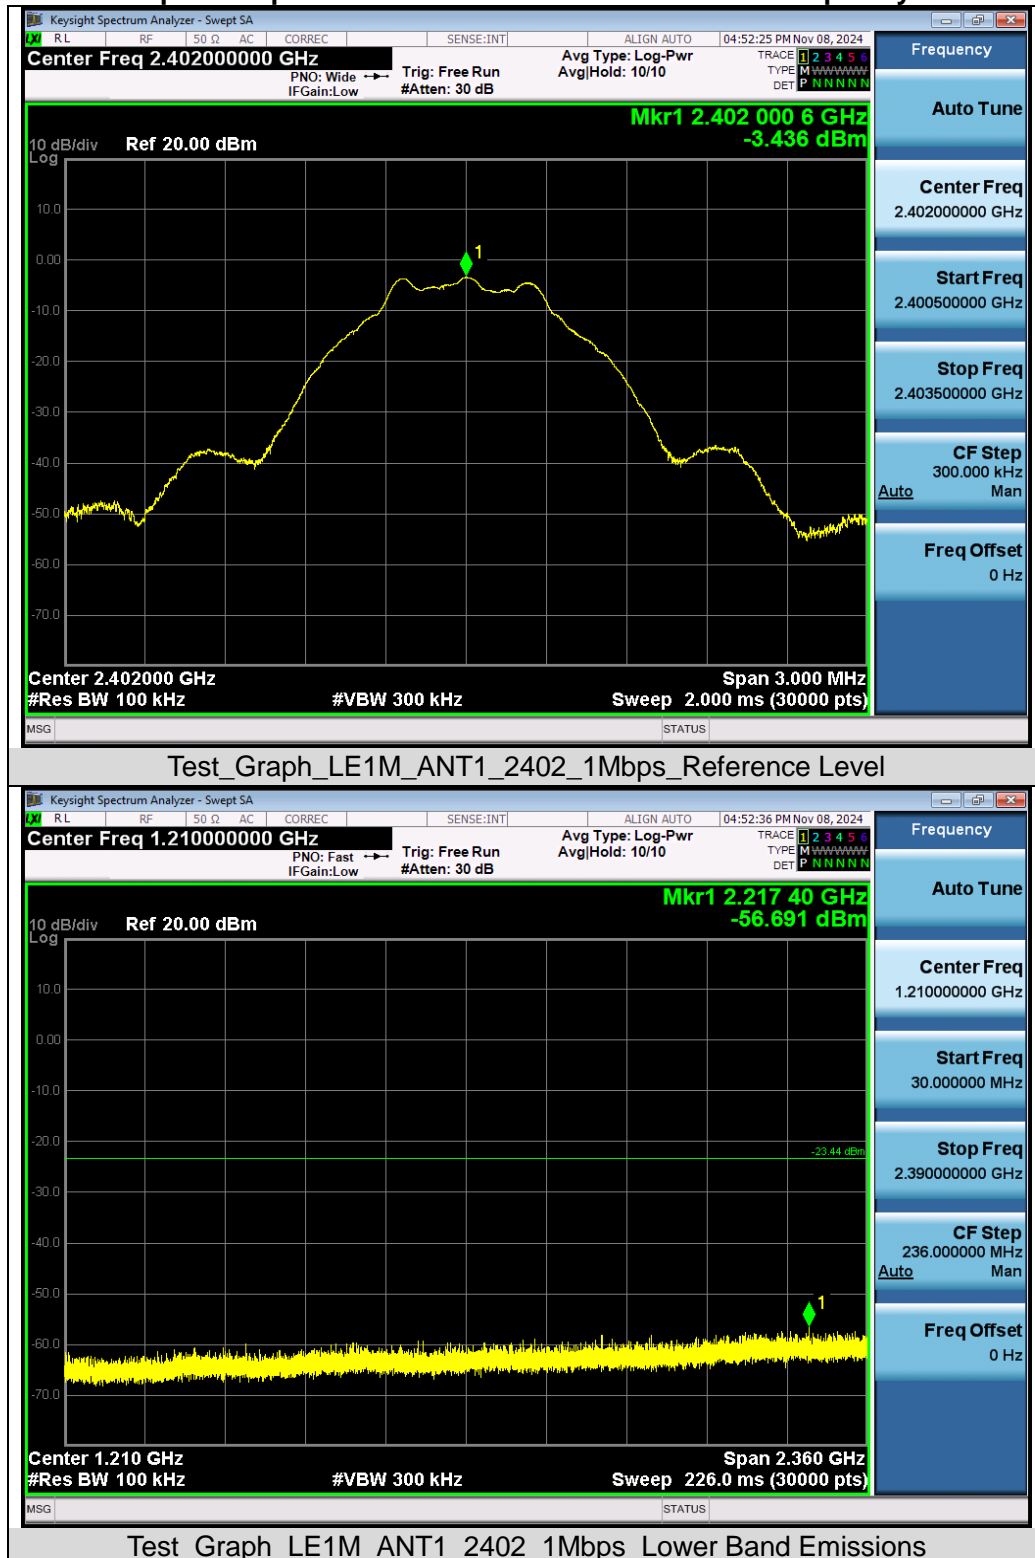 Keysight Spectrum Analyzer - Swept SA
LXI RL RF 50 Ω AC CORREC SENSE:INT ALIGN AUTO 04:52:25 PM Nov 08, 2024
Center Freq 2.402000000 GHz
PNO: Wide
IFGain:Low
Trig: Free Run
#Atten: 30 dB
Avg Type: Log-Pwr
Avg|Hold: 10/10
TRACE 1 2 3 4 5 6
TYPE M W W W W W
DET P N N N N N
Mkr1 2.402 000 6 GHz
-3.436 dBm
10 dB/div Ref 20.00 dBm
Log
1
10.0
0.00
-10.0
-20.0
-30.0
-40.0
-50.0
-60.0
-70.0
Center 2.402000 GHz Span 3.000 MHz
#Res BW 100 kHz #VBW 300 kHz Sweep 2.000 ms (30000 pts)
MSG STATUS
Frequency
Auto Tune
Center Freq
2.402000000 GHz
Start Freq
2.400500000 GHz
Stop Freq
2.403500000 GHz
CF Step
300.000 kHz
Auto Man
Freq Offset
0 Hz
Test_Graph_LE1M_ANT1_2402_1Mbps_Reference Level
Keysight Spectrum Analyzer - Swept SA
LXI RL RF 50 Ω AC CORREC SENSE:INT ALIGN AUTO 04:52:36 PM Nov 08, 2024
Center Freq 1.210000000 GHz
PNO: Fast
IFGain:Low
Trig: Free Run
#Atten: 30 dB
Avg Type: Log-Pwr
Avg|Hold: 10/10
TRACE 1 2 3 4 5 6
TYPE M W W W W W
DET P N N N N N
Mkr1 2.217 40 GHz
-56.691 dBm
10 dB/div Ref 20.00 dBm
Log
10.0
0.00
-10.0
-20.0
-23.44 dBm
-30.0
-40.0
-50.0
1
-60.0
-70.0
Center 1.210 GHz Span 2.360 GHz
#Res BW 100 kHz #VBW 300 kHz Sweep 226.0 ms (30000 pts)
MSG STATUS
Frequency
Auto Tune
Center Freq
1.210000000 GHz
Start Freq
30.000000 MHz
Stop Freq
2.390000000 GHz
CF Step
236.000000 MHz
Auto Man
Freq Offset
0 Hz
Test_Graph_LE1M_ANT1_2402_1Mbps_Lower Band Emissions